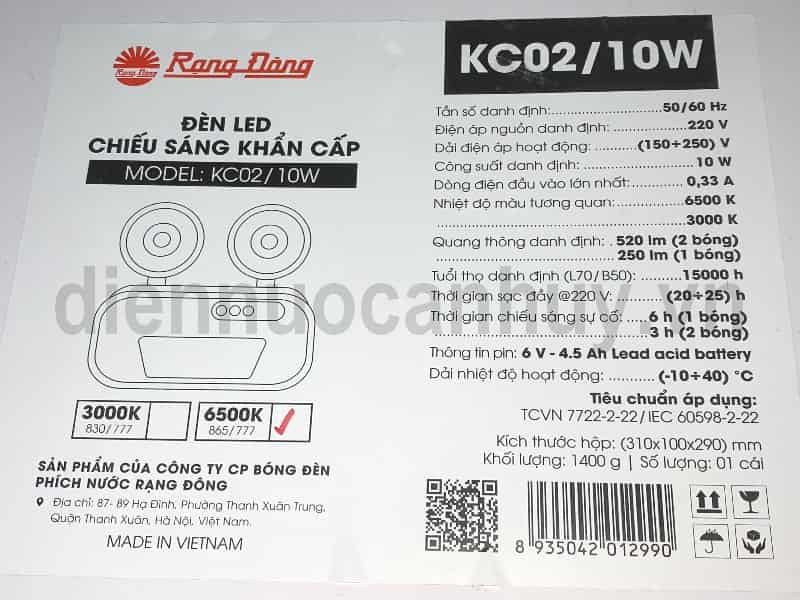 Rạng Đông
Rạng Đông
KC02/10W
ĐÈN LED
CHIẾU SÁNG KHẨN CẤP
MODEL: KC02/10W
Tần số danh định:..................50/60 Hz
Điện áp nguồn danh định: ............... 220 V
Dải điện áp hoạt động: ......... (150÷250) V
Công suất danh định: ...................... 10 W
Dòng điện đầu vào lớn nhất: ............ 0,33 A
Nhiệt độ màu tương quan: ............. 6500 K
............................................................ 3000 K
Quang thông danh định: . 520 lm (2 bóng)
250 lm (1 bóng)
Tuổi thọ danh định (L70/B50): ......... 15000 h
Thời gian sạc đầy @220 V: ......... (20÷25) h
Thời gian chiếu sáng sự cố: .... 6 h (1 bóng)
3 h (2 bóng)
Thông tin pin: 6 V - 4.5 Ah Lead acid battery
Dải nhiệt độ hoạt động: .......... (-10÷40) °C
Tiêu chuẩn áp dụng:
TCVN 7722-2-22/IEC 60598-2-22
Kích thước hộp: (310x100x290) mm
Khối lượng: 1400 g | Số lượng: 01 cái
diennuocanhuy.vn
3000K
830/777
6500K
865/777
SẢN PHẨM CỦA CÔNG TY CP BÓNG ĐÈN
PHÍCH NƯỚC RẠNG ĐÔNG
Địa chỉ: 87- 89 Hạ Đình, Phường Thanh Xuân Trung,
Quận Thanh Xuân, Hà Nội, Việt Nam.
MADE IN VIETNAM
8 935042 012990